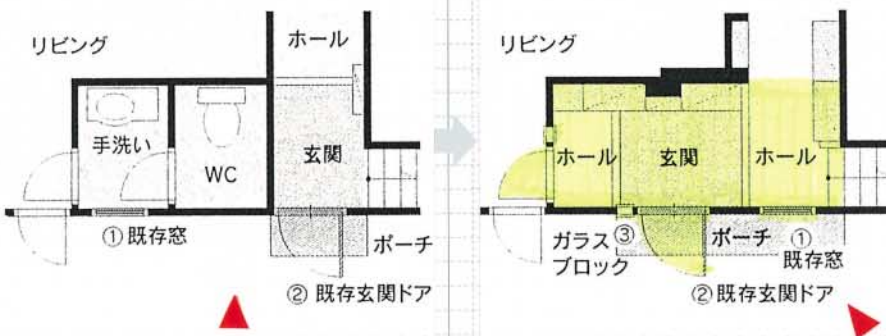 リビング
ホール
手洗い
WC
玄関
①既存窓
ポーチ
②既存玄関ドア
リビング
ホール
玄関
ホール
ガラス
ブロック
③
ポーチ
①
既存窓
②既存玄関ドア